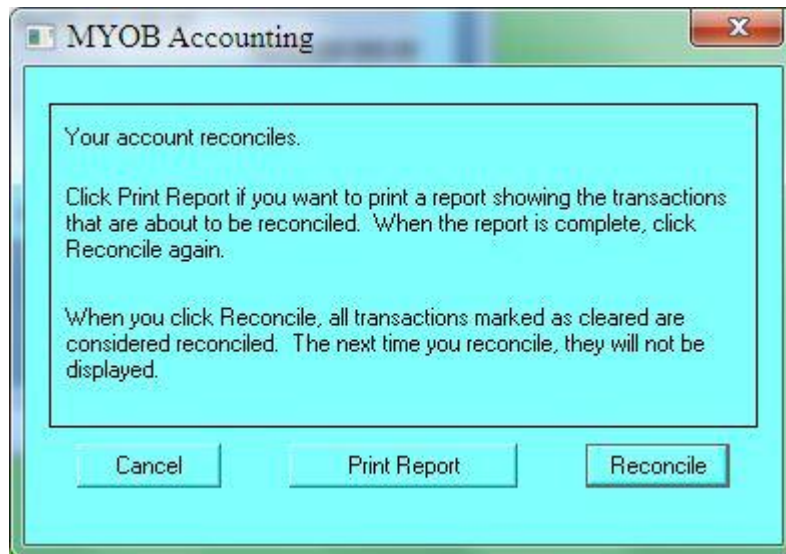 MYOB Accounting
Your account reconciles.
Click Print Report if you want to print a report showing the transactions
that are about to be reconciled.  When the report is complete, click
Reconcile again.
When you click Reconcile, all transactions marked as cleared are
considered reconciled.  The next time you reconcile, they will not be
displayed.
Cancel Print Report Reconcile